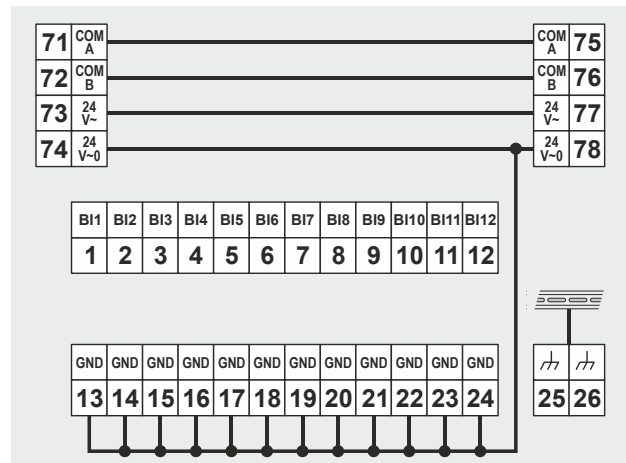 71 COM A COM A 75
72 COM B COM B 76
73 24 V~ 24 V~ 77
74 24 V~0 24 V~0 78
BI1 BI2 BI3 BI4 BI5 BI6 BI7 BI8 BI9 BI10 BI11 BI12
1 2 3 4 5 6 7 8 9 10 11 12
GND GND GND GND GND GND GND GND GND GND GND GND
13 14 15 16 17 18 19 20 21 22 23 24
25 26